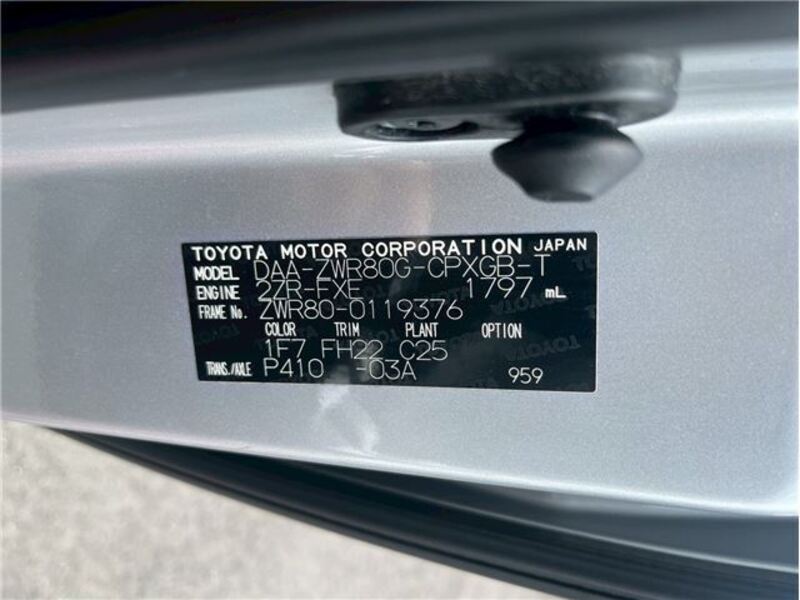 TOYOTA MOTOR CORPORATION JAPAN
MODEL DAA-ZWR80G-CPXGB-T
ENGINE 2ZR-FXE 1797 mL
FRAME No. ZWR80-0119376
COLOR TRIM PLANT OPTION
1F7 FH22 C25
TRANS./AXLE P410 -03A 959